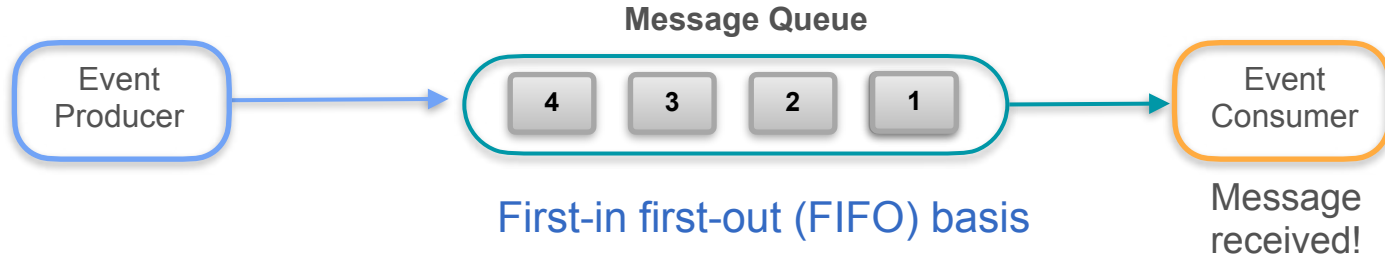 Message Queue
Event
Producer
4 3 2 1
Event
Consumer
First-in first-out (FIFO) basis
Message
received!